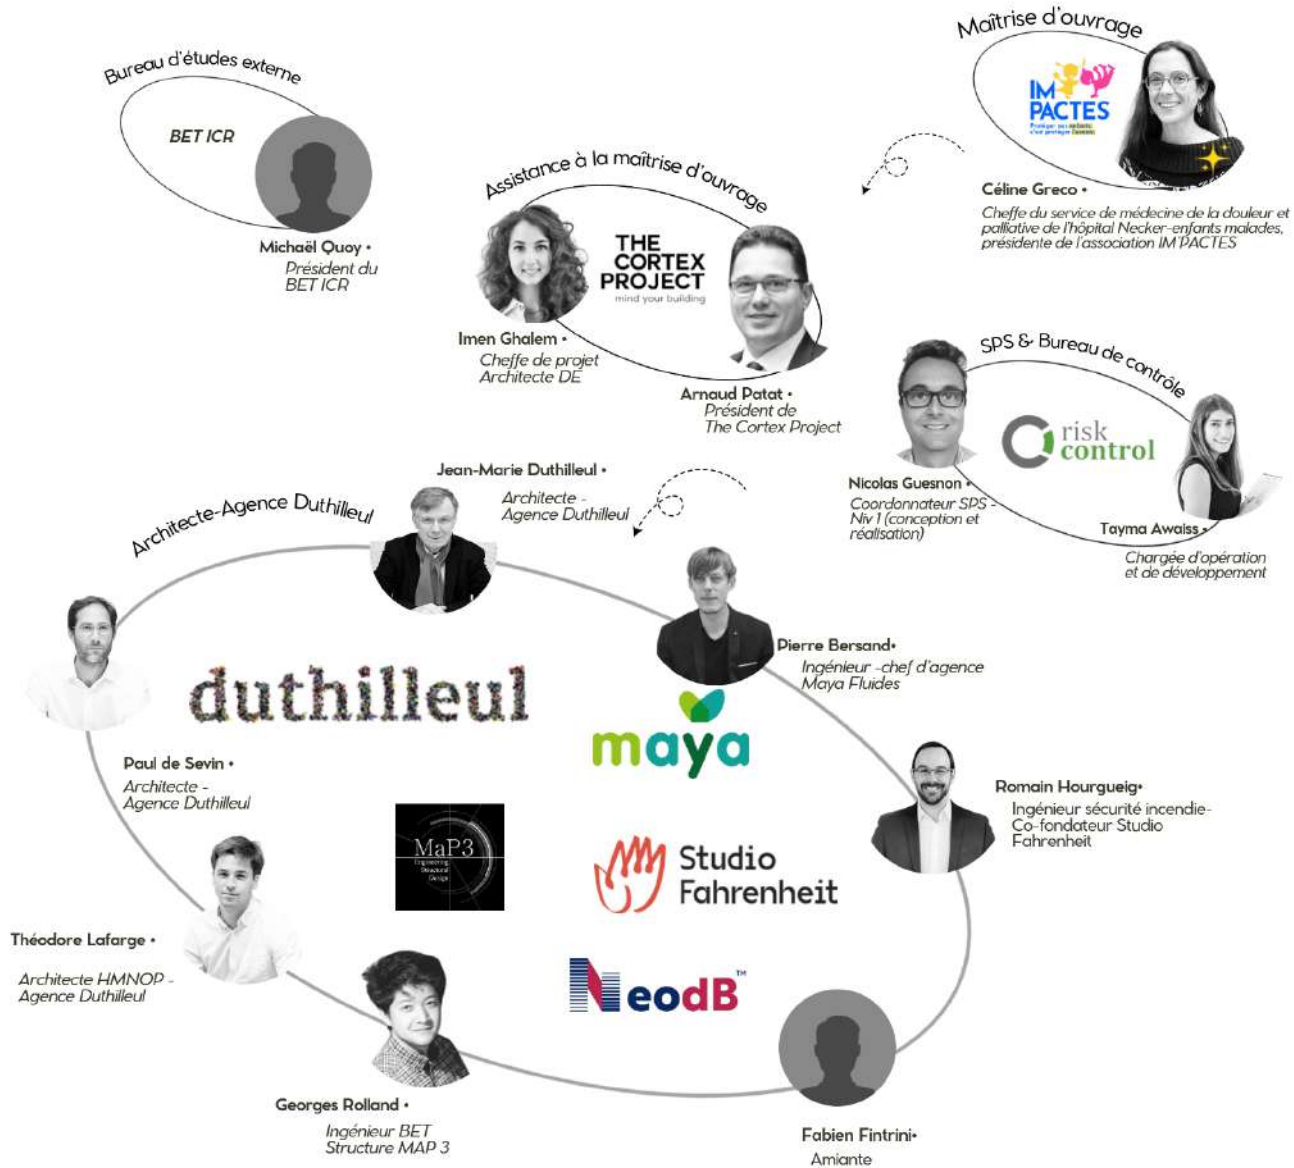 Maîtrise d'ouvrage
IM
PACTES
Céline Greco •
Cheffe du service de médecine de la douleur et
palliative de l'hôpital Necker-enfants malades,
présidente de l'association IM'PACTES
Bureau d'études externe
BET ICR
Michaël Quoy •
Président du
BET ICR
Assistance à la maîtrise d'ouvrage
THE
CORTEX
PROJECT
mind your building
Imen Ghalem •
Cheffe de projet
Architecte DE
Arnaud Patat •
Président de
The Cortex Project
SPS & Bureau de contrôle
risk
control
Nicolas Guesnon •
Coordonnateur SPS -
Niv 1 (conception et
réalisation)
Tayma Awaiss •
Chargée d'opération
et de développement
Architecte-Agence Duthilleul
Jean-Marie Duthilleul •
Architecte -
Agence Duthilleul
Pierre Bersand•
Ingénieur -chef d'agence
Maya Fluides
duthilleul
maya
Paul de Sevin •
Architecte -
Agence Duthilleul
Romain Hourgueig•
Ingénieur sécurité incendie-
Co-fondateur Studio
Fahrenheit
MaP3
Engineering
Structural
Design
Studio
Fahrenheit
Théodore Lafarge •
Architecte HMNOP -
Agence Duthilleul
NeodB™
Georges Rolland •
Ingénieur BET
Structure MAP 3
Fabien Fintrini•
Amiante